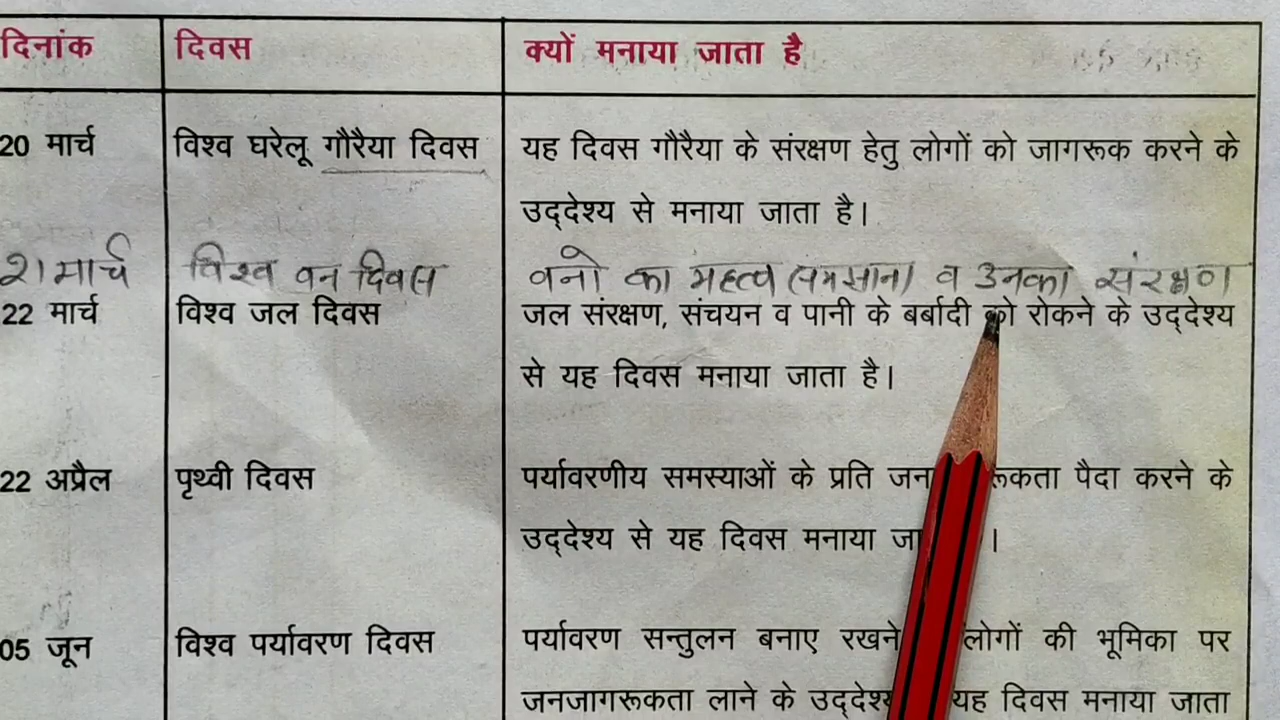 दिनांक दिवस क्यों मनाया जाता है
20 मार्च विश्व घरेलू गौरैया दिवस यह दिवस गौरैया के संरक्षण हेतु लोगों को जागरूक करने के
उद्देश्य से मनाया जाता है।
21 मार्च विश्व वन दिवस वनो का महत्व समझाना व उनका संरक्षण
22 मार्च विश्व जल दिवस जल संरक्षण, संचयन व पानी के बर्बादी को रोकने के उद्देश्य
से यह दिवस मनाया जाता है।
22 अप्रैल पृथ्वी दिवस पर्यावरणीय समस्याओं के प्रति जन रूकता पैदा करने के
उद्देश्य से यह दिवस मनाया जा ।
05 जून विश्व पर्यावरण दिवस पर्यावरण सन्तुलन बनाए रखने लोगों की भूमिका पर
जनजागरूकता लाने के उद्देश्य यह दिवस मनाया जाता